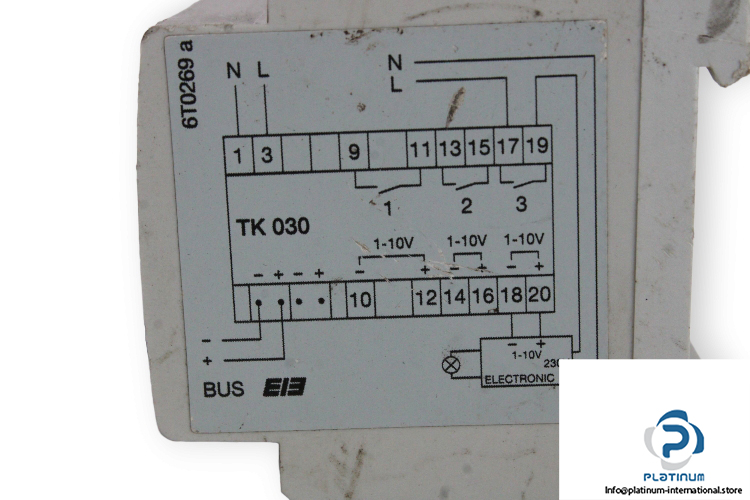 6T0269 a
N L
N
L
1 3 9 11 13 15 17 19
1 2 3
TK 030
1-10V 1-10V 1-10V
- + - + - + - + - +
10 12 14 16 18 20
-
+
- +
1-10V
ELECTRONIC
BUS EIB
PLATINUM
Info@platinum-international.store